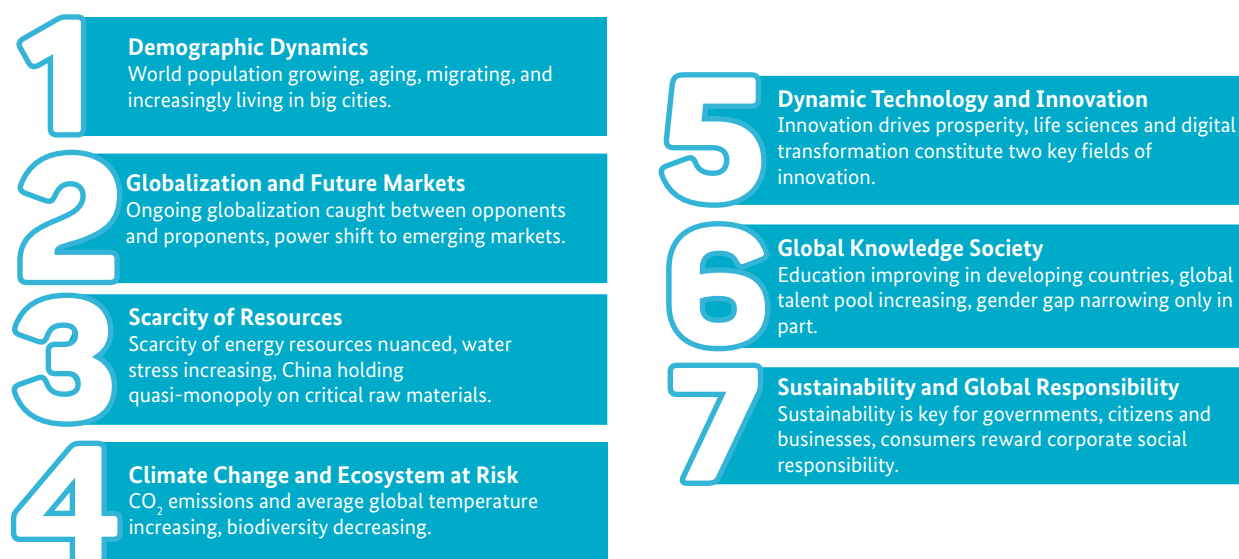 1
Demographic Dynamics
World population growing, aging, migrating, and
increasingly living in big cities.
2
Globalization and Future Markets
Ongoing globalization caught between opponents
and proponents, power shift to emerging markets.
3
Scarcity of Resources
Scarcity of energy resources nuanced, water
stress increasing, China holding
quasi-monopoly on critical raw materials.
4
Climate Change and Ecosystem at Risk
CO₂ emissions and average global temperature
increasing, biodiversity decreasing.
5
Dynamic Technology and Innovation
Innovation drives prosperity, life sciences and digital
transformation constitute two key fields of
innovation.
6
Global Knowledge Society
Education improving in developing countries, global
talent pool increasing, gender gap narrowing only in
part.
7
Sustainability and Global Responsibility
Sustainability is key for governments, citizens and
businesses, consumers reward corporate social
responsibility.